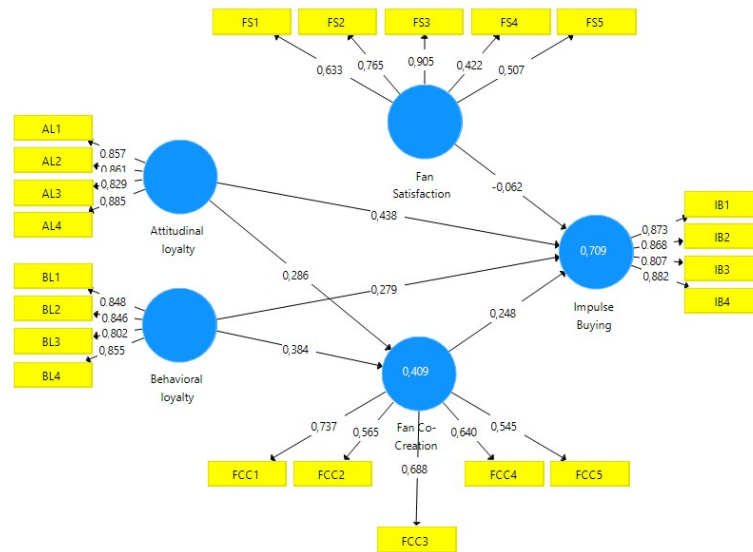 FS1
FS2
FS3
FS4
FS5
0,633
0,765
0,905
0,422
0,507
AL1
AL2
AL3
AL4
0.857
0.861
0.829
0.885
Attitudinal
loyalty
Fan
Satisfaction
-0,062
0,438
0,286
BL1
BL2
BL3
BL4
0.848
0.846
0.802
0.855
Behavioral
loyalty
0,279
0,384
0,248
IB1
IB2
IB3
IB4
0.873
0.868
0.807
0.882
0,709
Impulse
Buying
0,409
Fan Co-
Creation
0,737
0,565
0,688
0,640
0,545
FCC1
FCC2
FCC4
FCC5
FCC3